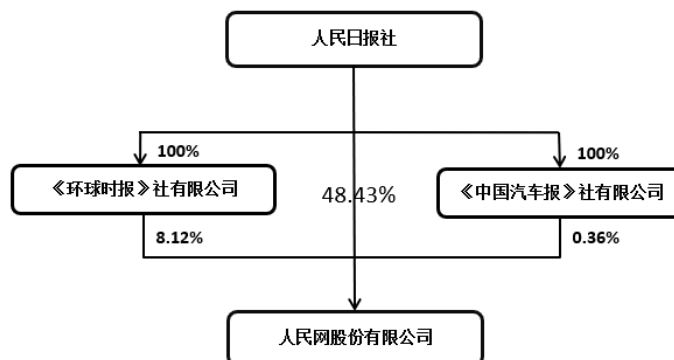 人民日报社
100%
100%
《环球时报》社有限公司
48.43%
《中国汽车报》社有限公司
8.12%
0.36%
人民网股份有限公司